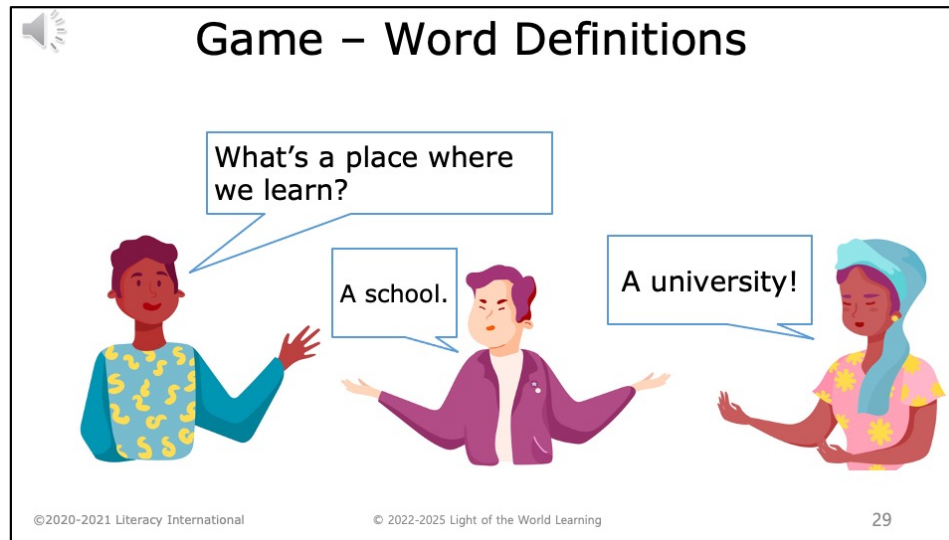 Game – Word Definitions
What's a place where
we learn?
A school.
A university!
©2020-2021 Literacy International
© 2022-2025 Light of the World Learning
29